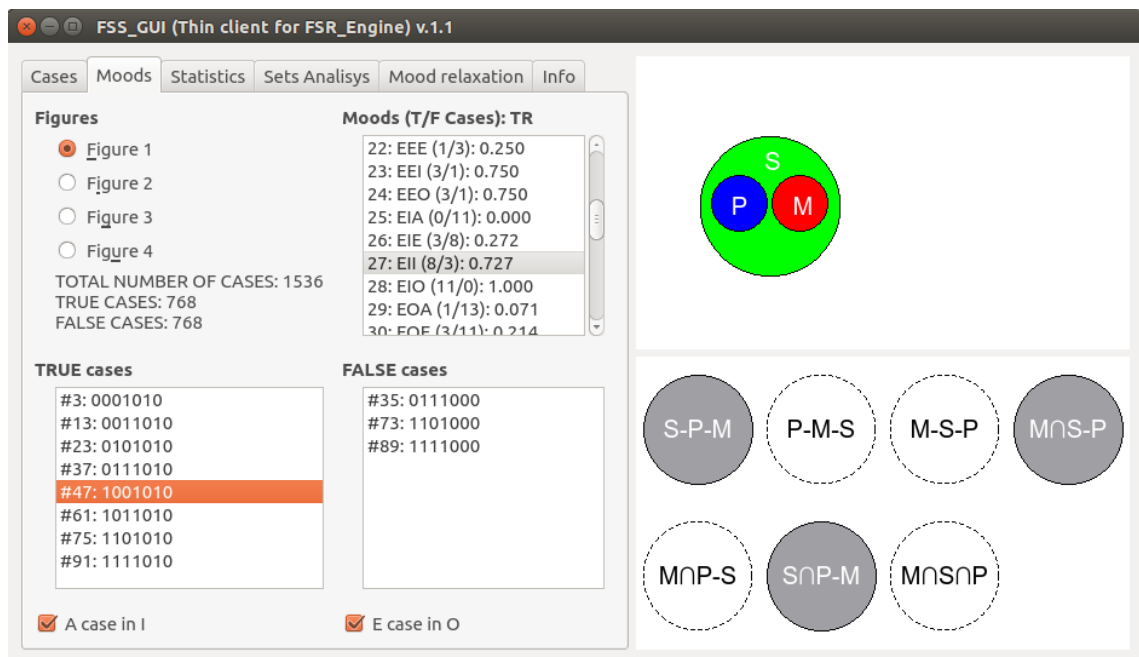 FSS_GUI (Thin client for FSR_Engine) v.1.1
Cases Moods Statistics Sets Analisys Mood relaxation Info
Figures
Figure 1
Figure 2
Figure 3
Figure 4
TOTAL NUMBER OF CASES: 1536
TRUE CASES: 768
FALSE CASES: 768
Moods (T/F Cases): TR
22: EEE (1/3): 0.250
23: EEI (3/1): 0.750
24: EEO (3/1): 0.750
25: EIA (0/11): 0.000
26: EIE (3/8): 0.272
27: EII (8/3): 0.727
28: EIO (11/0): 1.000
29: EOA (1/13): 0.071
30: EOE (3/11): 0.214
TRUE cases
#3: 0001010
#13: 0011010
#23: 0101010
#37: 0111010
#47: 1001010
#61: 1011010
#75: 1101010
#91: 1111010
FALSE cases
#35: 0111000
#73: 1101000
#89: 1111000
A case in I
E case in O
S
P M
S-P-M P-M-S M-S-P M∩S-P
M∩P-S S∩P-M M∩S∩P